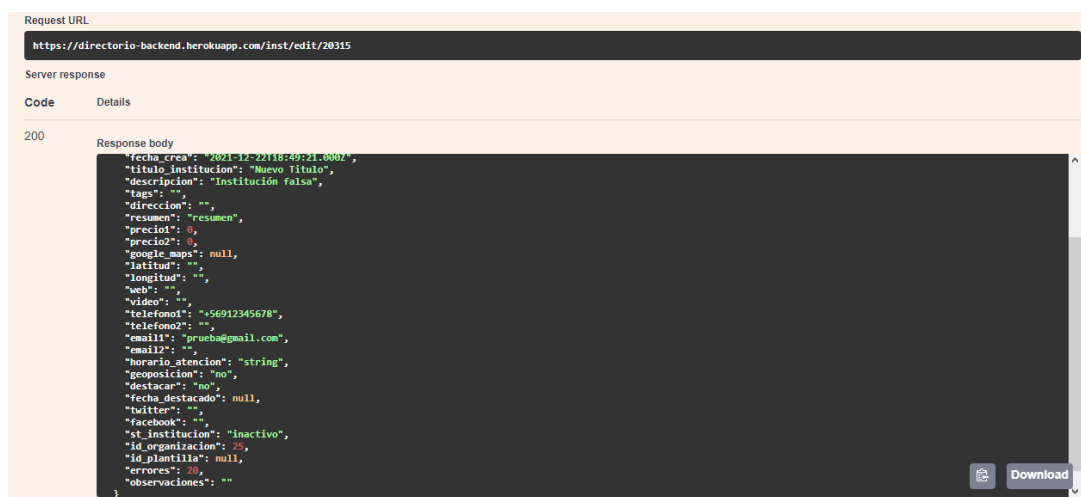 Request URL
https://directorio-backend.herokuapp.com/inst/edit/20315
Server response
Code Details
200
Response body
"fecha_crea": "2021-12-22T18:49:21.000Z",
"titulo_institucion": "Nuevo Titulo",
"descripcion": "Institución falsa",
"tags": "",
"direccion": "",
"resumen": "resumen",
"precio1": 0,
"precio2": 0,
"google_maps": null,
"latitud": "",
"longitud": "",
"web": "",
"video": "",
"telefono1": "+56912345678",
"telefono2": "",
"email1": "prueba@gmail.com",
"email2": "",
"horario_atencion": "string",
"geoposicion": "no",
"destacar": "no",
"fecha_destacado": null,
"twitter": "",
"facebook": "",
"st_institucion": "inactivo",
"id_organizacion": 25,
"id_plantilla": null,
"errores": 20,
"observaciones": ""
}
Download